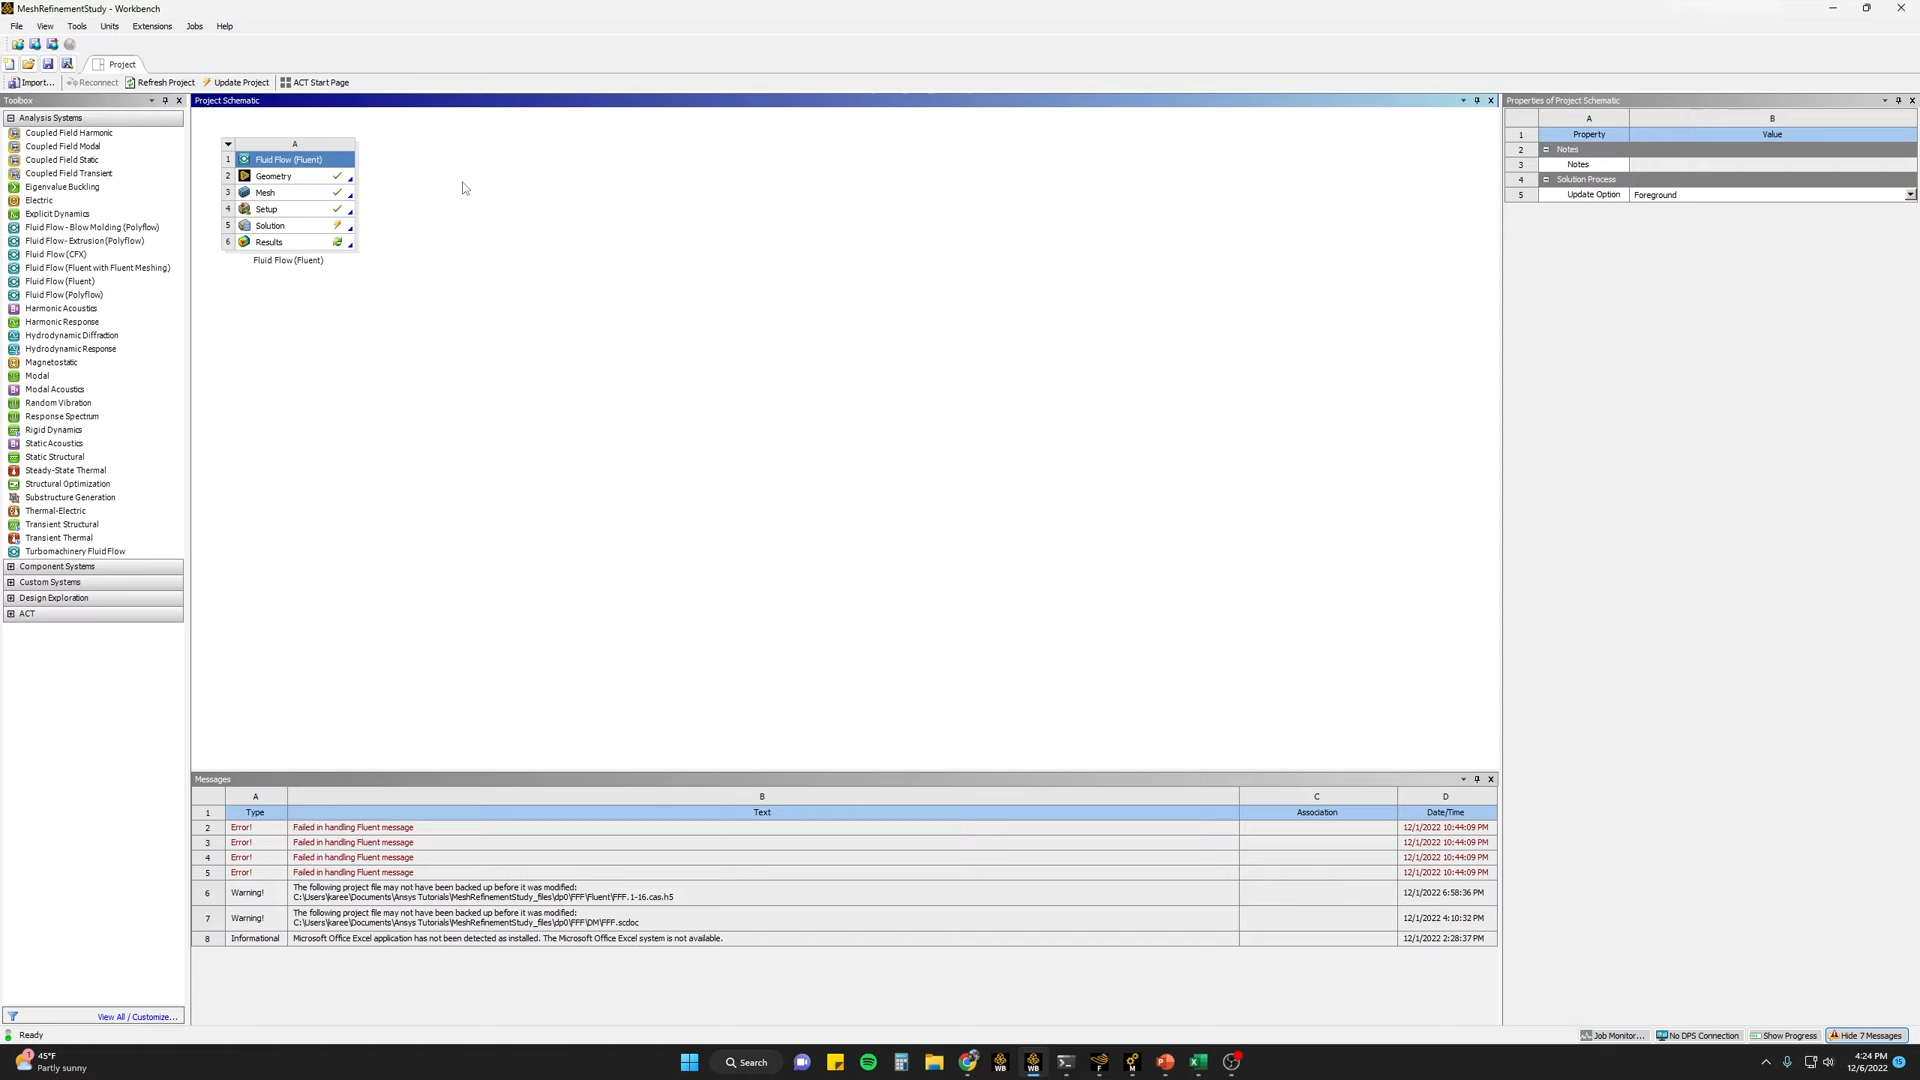 MeshRefinementStudy - Workbench
File View Tools Units Extensions Jobs Help
Project
Import... Reconnect Refresh Project Update Project ACT Start Page
Toolbox
Analysis Systems
Coupled Field Harmonic
Coupled Field Modal
Coupled Field Static
Coupled Field Transient
Eigenvalue Buckling
Electric
Explicit Dynamics
Fluid Flow - Blow Molding (Polyflow)
Fluid Flow- Extrusion (Polyflow)
Fluid Flow (CFX)
Fluid Flow (Fluent with Fluent Meshing)
Fluid Flow (Fluent)
Fluid Flow (Polyflow)
Harmonic Acoustics
Harmonic Response
Hydrodynamic Diffraction
Hydrodynamic Response
Magnetostatic
Modal
Modal Acoustics
Random Vibration
Response Spectrum
Rigid Dynamics
Static Acoustics
Static Structural
Steady-State Thermal
Structural Optimization
Substructure Generation
Thermal-Electric
Transient Structural
Transient Thermal
Turbomachinery Fluid Flow
Component Systems
Custom Systems
Design Exploration
ACT
View All / Customize...
Project Schematic
A
1 Fluid Flow (Fluent)
2 Geometry
3 Mesh
4 Setup
5 Solution
6 Results
Fluid Flow (Fluent)
Properties of Project Schematic
A B
1 Property Value
2 Notes
3 Notes
4 Solution Process
5 Update Option Foreground
Messages
A B C D
1 Type Text Association Date/Time
2 Error! Failed in handling Fluent message 12/1/2022 10:44:09 PM
3 Error! Failed in handling Fluent message 12/1/2022 10:44:09 PM
4 Error! Failed in handling Fluent message 12/1/2022 10:44:09 PM
5 Error! Failed in handling Fluent message 12/1/2022 10:44:09 PM
6 Warning! The following project file may not have been backed up before it was modified: 12/1/2022 6:58:36 PM
C:\Users\karee\Documents\Ansys Tutorials\MeshRefinementStudy_files\dp0\FFF\Fluent\FFF.1-16.cas.h5
7 Warning! The following project file may not have been backed up before it was modified: 12/1/2022 4:10:32 PM
C:\Users\karee\Documents\Ansys Tutorials\MeshRefinementStudy_files\dp0\FFF\DM\FFF.scdoc
8 Informational Microsoft Office Excel application has not been detected as installed. The Microsoft Office Excel system is not available. 12/1/2022 2:28:37 PM
Ready
Job Monitor... No DPS Connection Show Progress Hide 7 Messages
1
45°F
Partly sunny
Search
WB WB F M
4:24 PM
12/6/2022
15